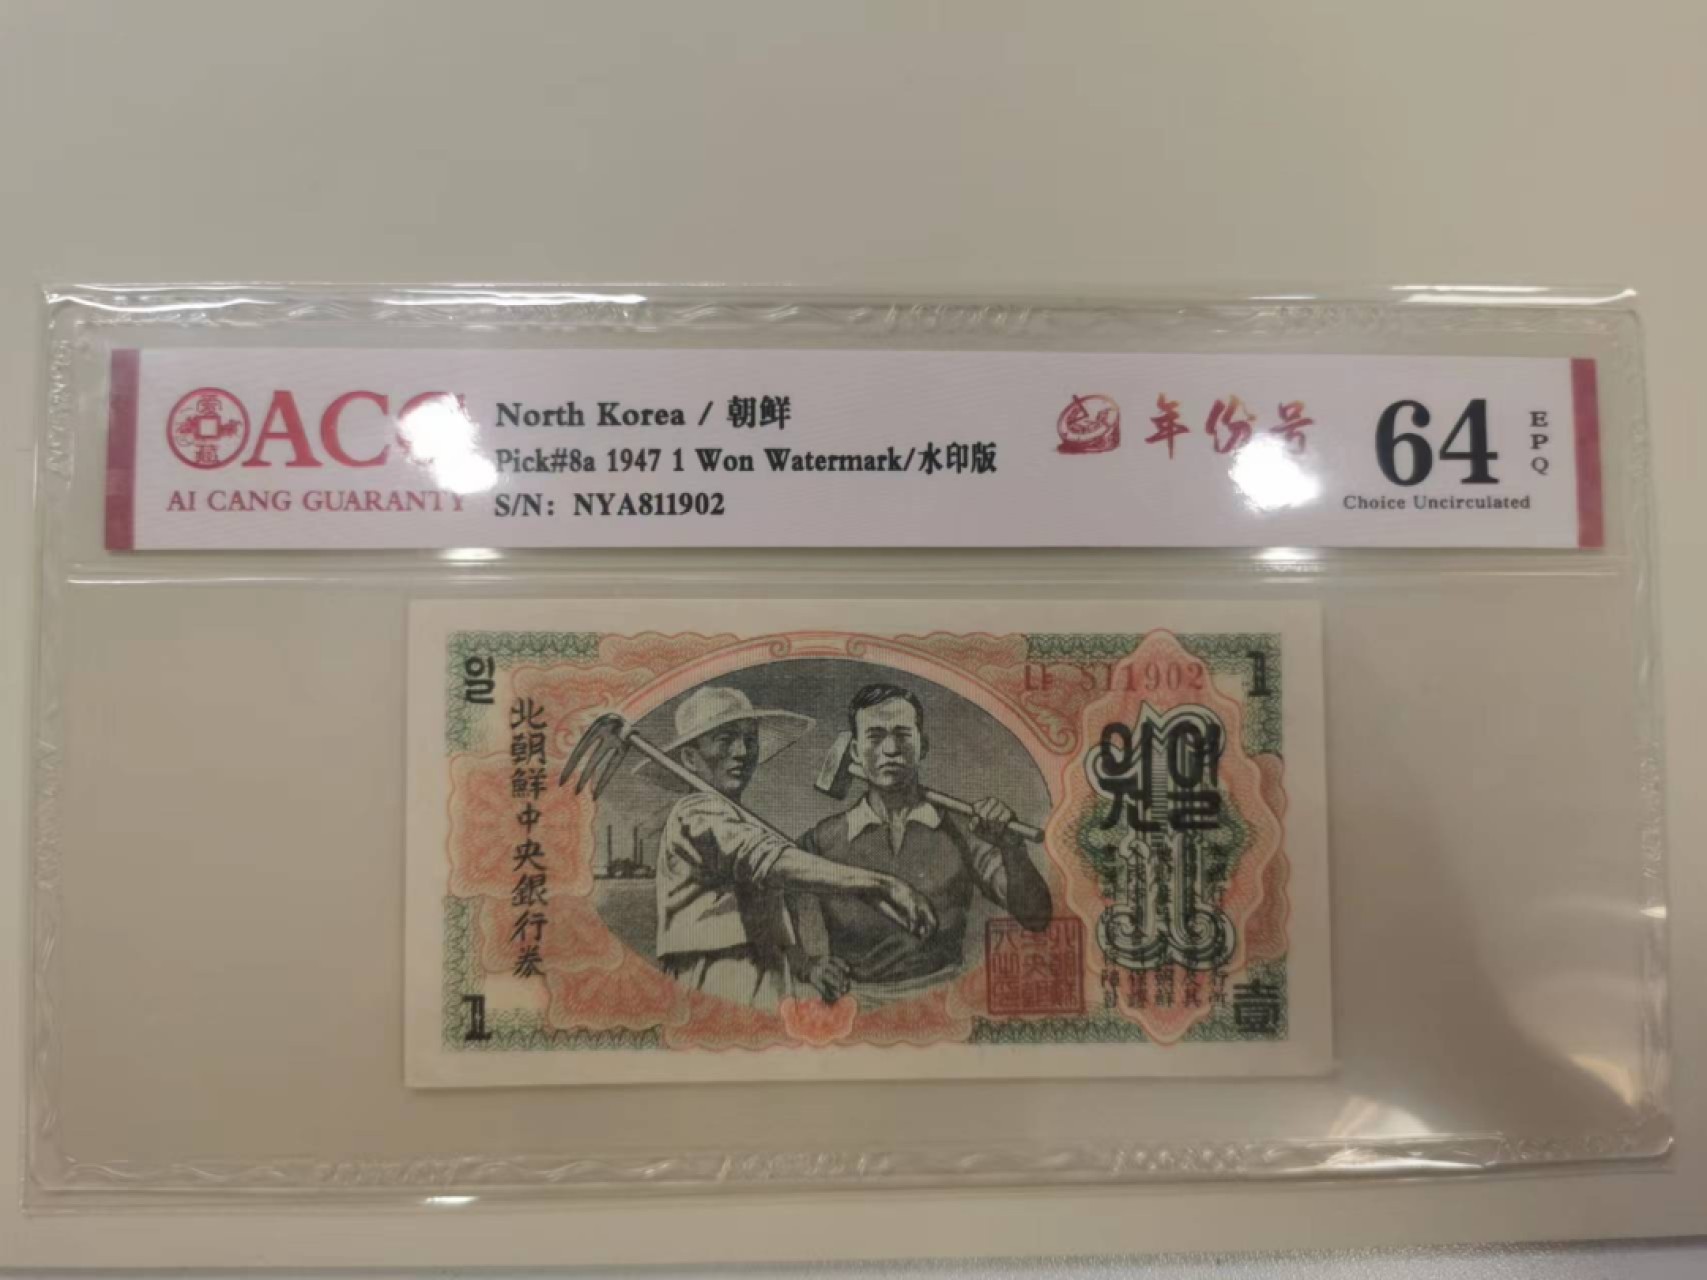 ACG
AI CANG GUARANTY
North Korea / 朝鲜
Pick#8a 1947 1 Won Watermark/水印版
S/N: NYA811902
年份号
64
EPQ
Choice Uncirculated
일
1
811902
北朝鮮中央銀行券
일
원
1
壹